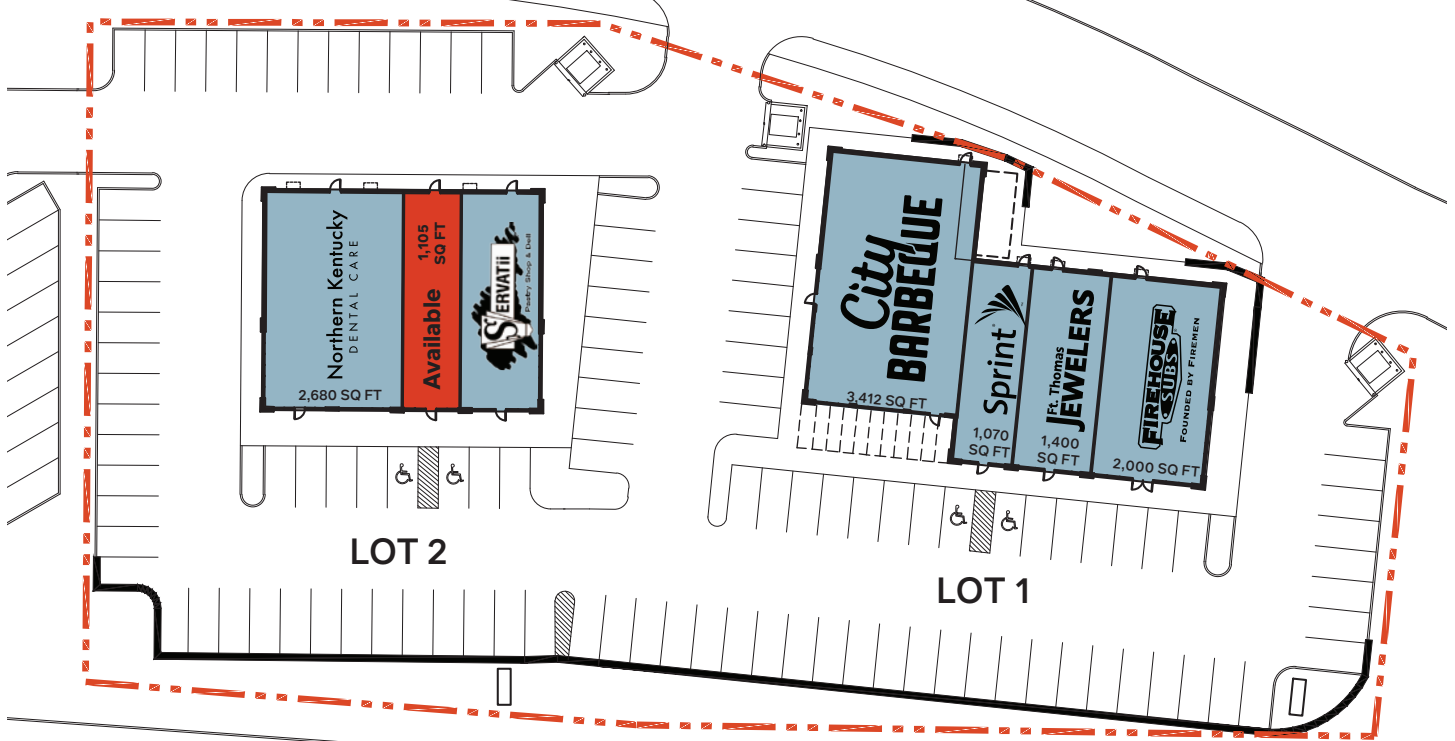 Northern Kentucky
DENTAL CARE
2,680 SQ FT
Available
1,105
SQ FT
SERVATii
Pastry Shop & Deli
City
BARBEQUE
3,412 SQ FT
Sprint
1,070
SQ FT
Ft. Thomas
JEWELERS
1,400
SQ FT
FIREHOUSE
SUBS
FOUNDED BY FIREMEN
2,000 SQ FT
LOT 2
LOT 1